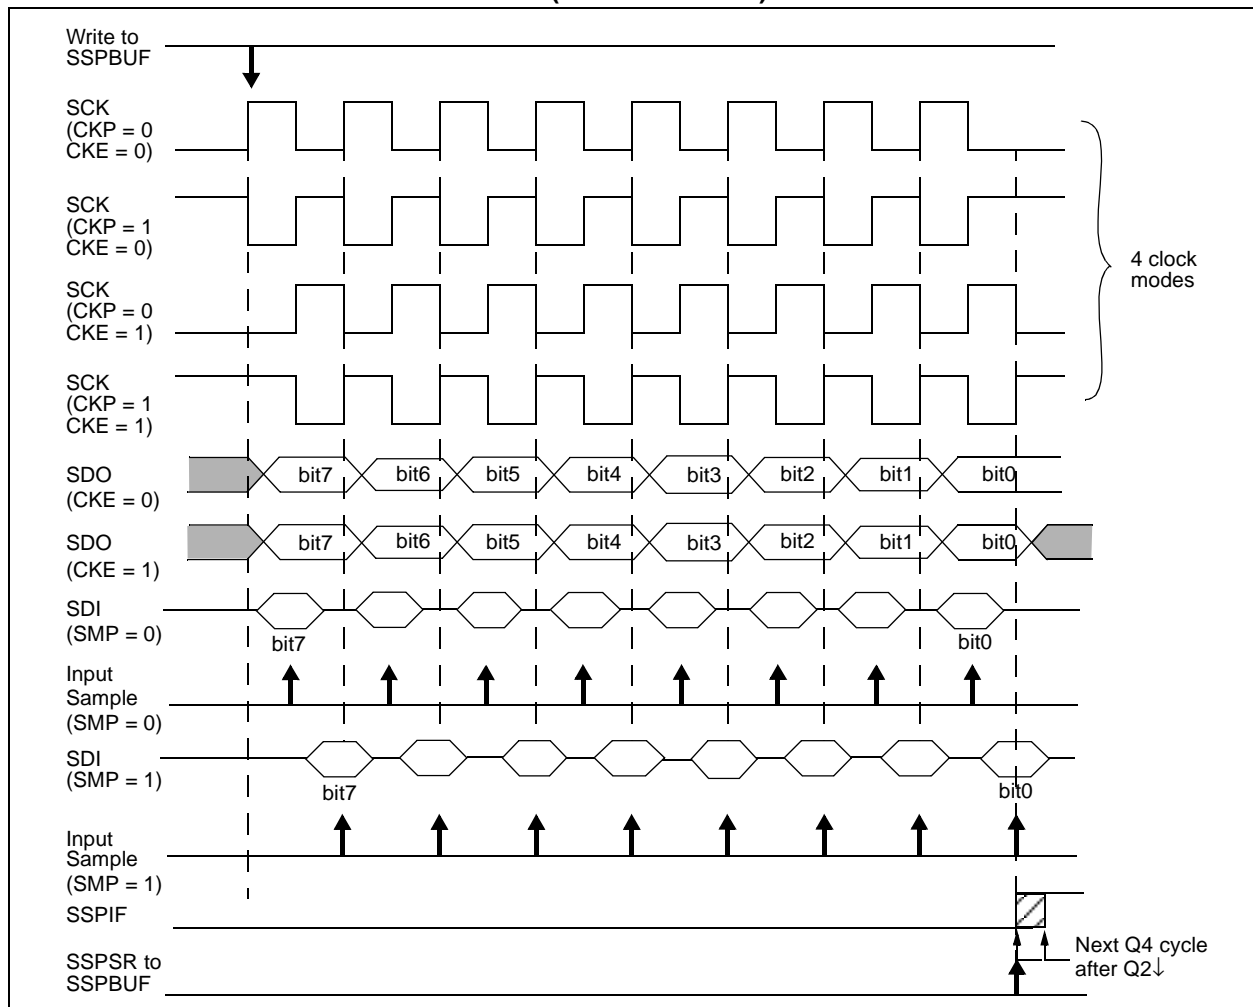 Write to
SSPBUF
SCK
(CKP = 0
CKE = 0)
SCK
(CKP = 1
CKE = 0)
4 clock
modes
SCK
(CKP = 0
CKE = 1)
SCK
(CKP = 1
CKE = 1)
SDO
(CKE = 0)
bit7 bit6 bit5 bit4 bit3 bit2 bit1 bit0
SDO
(CKE = 1)
bit7 bit6 bit5 bit4 bit3 bit2 bit1 bit0
SDI
(SMP = 0)
bit7 bit0
Input
Sample
(SMP = 0)
SDI
(SMP = 1)
bit7 bit0
Input
Sample
(SMP = 1)
SSPIF
Next Q4 cycle
after Q2↓
SSPSR to
SSPBUF